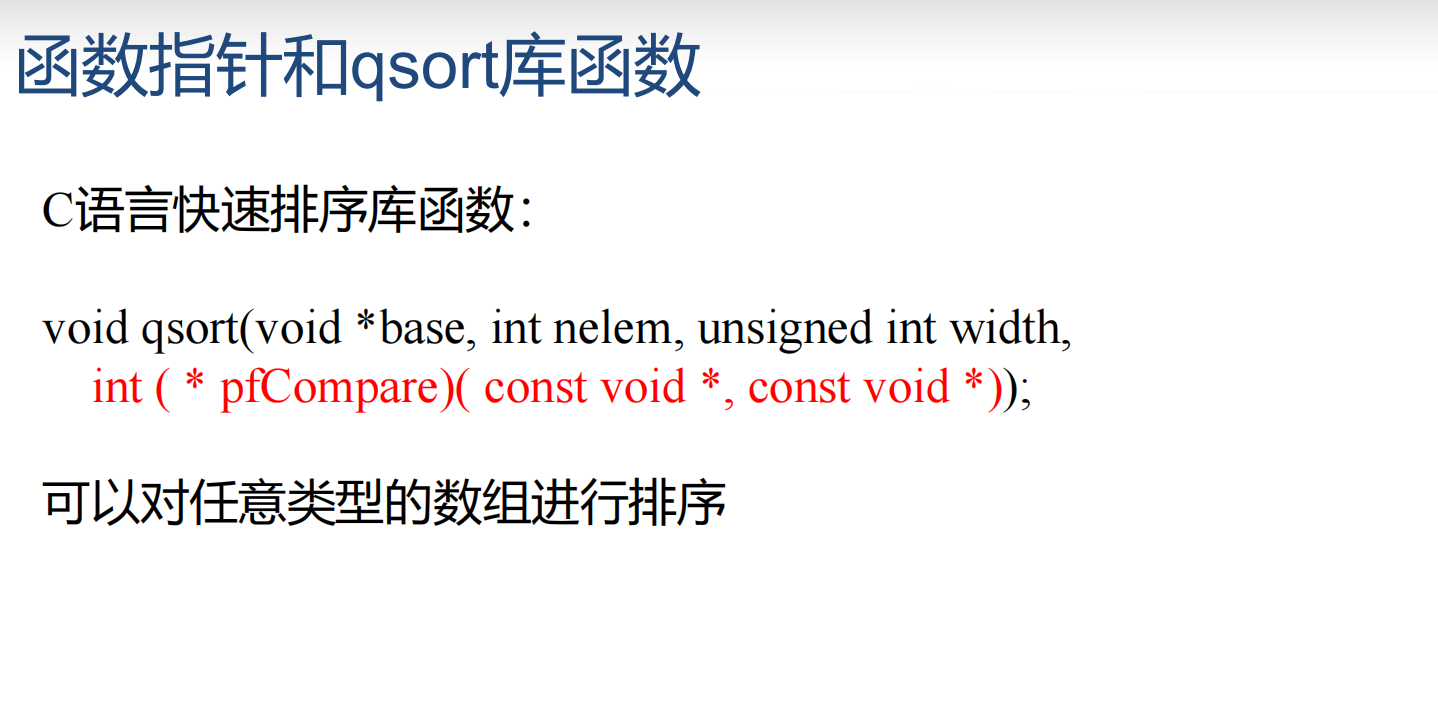 函数指针和qsort库函数
C语言快速排序库函数：
void qsort(void *base, int nelem, unsigned int width,
int ( * pfCompare)( const void *, const void *));
可以对任意类型的数组进行排序